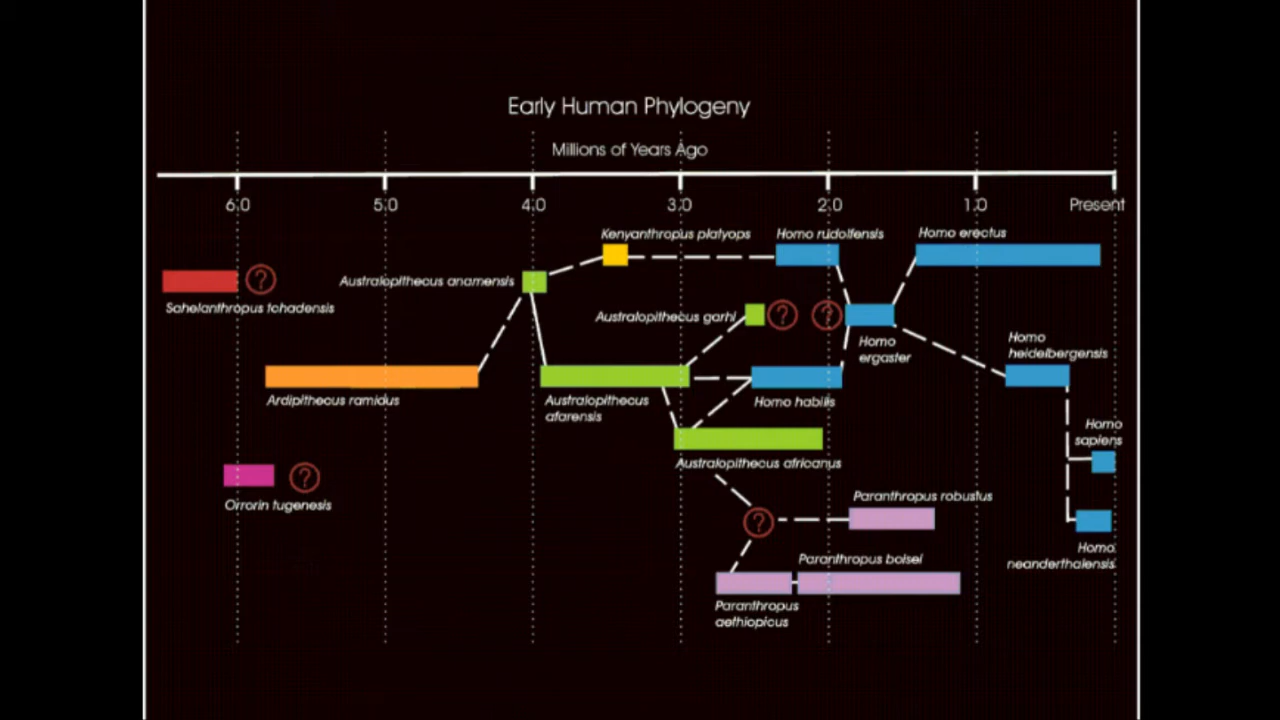 Early Human Phylogeny
Millions of Years Ago
6.0 5.0 4.0 3.0 2.0 1.0 Present
Kenyanthropus platyops
Homo rudolfensis
Homo erectus
Australopithecus anamensis
?
Sahelanthropus tchadensis
Australopithecus garhi
? ?
Homo
ergaster
Homo
heidelbergensis
Ardipithecus ramidus
Australopithecus
afarensis
Homo habilis
Homo
sapiens
Australopithecus africanus
?
Orrorin tugenesis
Paranthropus robustus
?
Paranthropus boisei
Homo
neanderthalensis
Paranthropus
aethiopicus